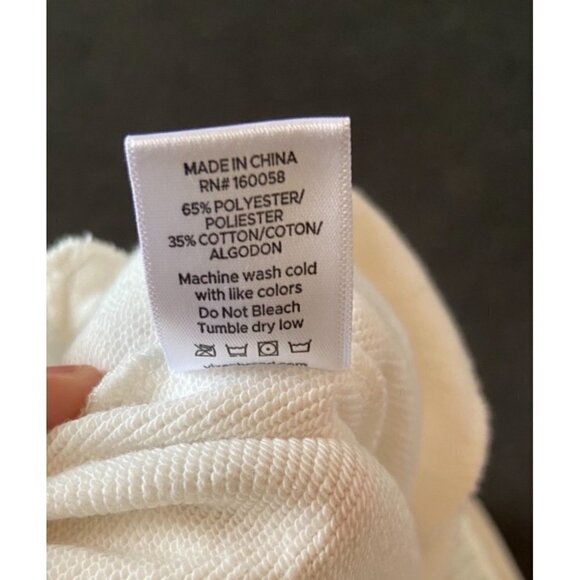 MADE IN CHINA
RN# 160058
65% POLYESTER/
POLIESTER
35% COTTON/COTON/
ALGODON
Machine wash cold
with like colors
Do Not Bleach
Tumble dry low